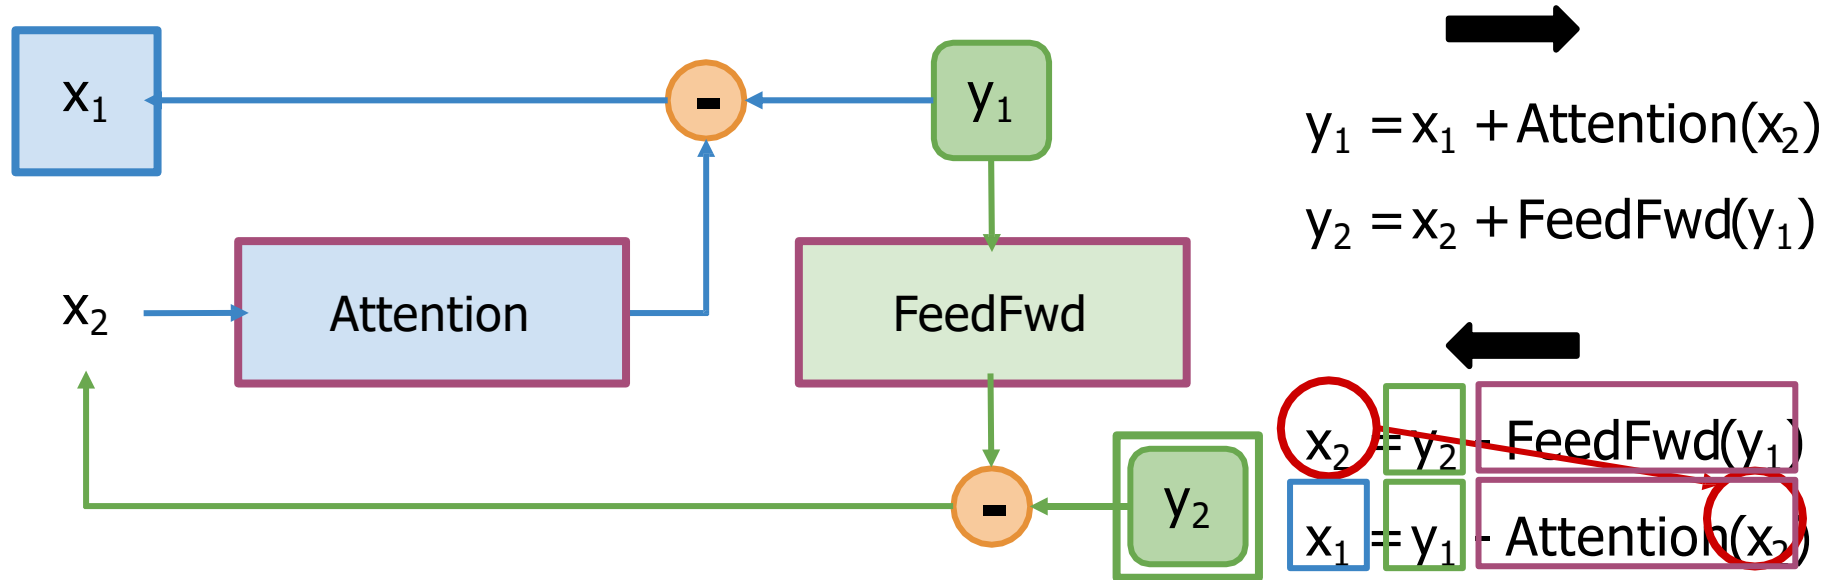 x₁
-
y₁
y₁ = x₁ + Attention(x₂)
y₂ = x₂ + FeedFwd(y₁)
x₂
Attention
FeedFwd
x₂ = y₂ - FeedFwd(y₁)
-
y₂
x₁ = y₁ - Attention(x₂)